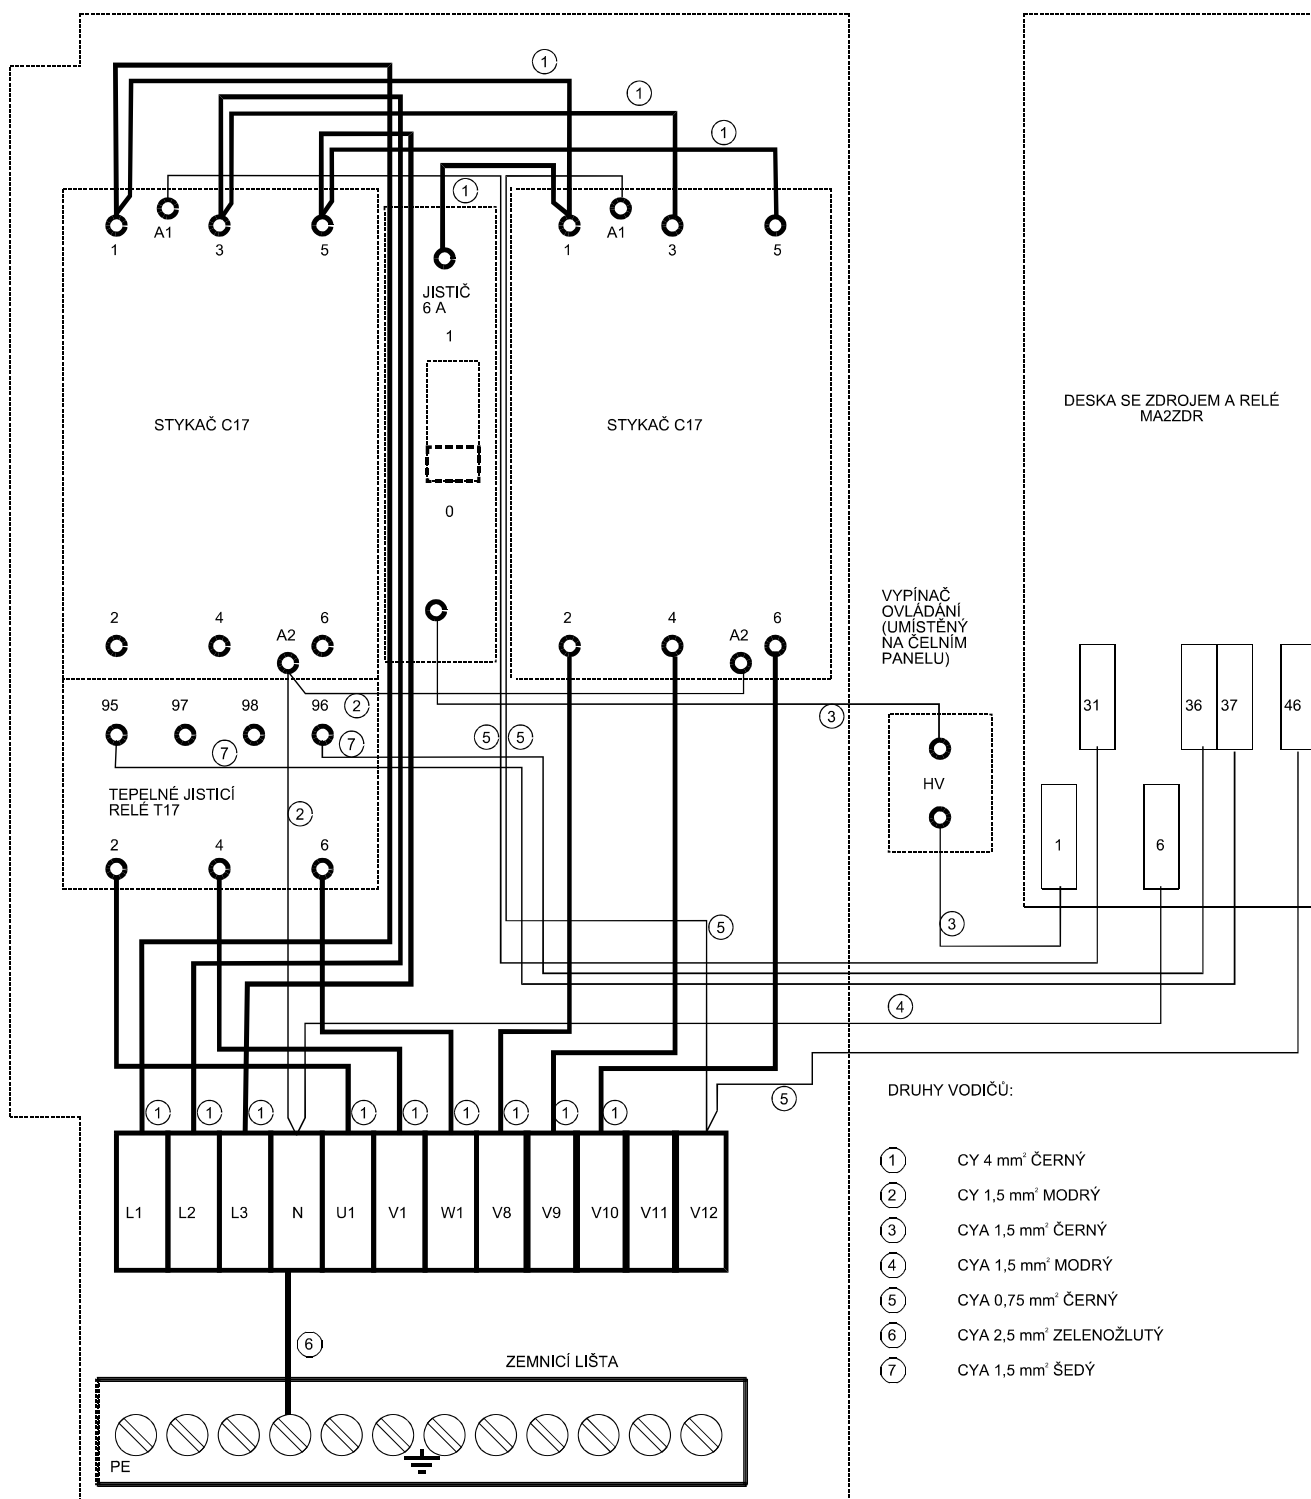 1
1
1
1
1
A1
3
5
1
A1
3
5
JISTIČ
6 A
1
STYKAČ C17
STYKAČ C17
DESKA SE ZDROJEM A RELÉ
MA2ZDR
0
VYPÍNAČ
OVLÁDÁNÍ
(UMÍSTĚNÝ
NA ČELNÍM
PANELU)
2
4
A2
6
2
4
A2
6
95
97
98
96
2
3
31
36
37
46
7
7
5
5
TEPELNÉ JISTICÍ
RELÉ T17
2
HV
2
4
6
1
6
5
3
4
5
DRUHY VODIČŮ:
1
1
1
1
1
1
1
1
1
1 CY 4 mm² ČERNÝ
2 CY 1,5 mm² MODRÝ
3 CYA 1,5 mm² ČERNÝ
4 CYA 1,5 mm² MODRÝ
5 CYA 0,75 mm² ČERNÝ
6 CYA 2,5 mm² ZELENOŽLUTÝ
7 CYA 1,5 mm² ŠEDÝ
L1
L2
L3
N
U1
V1
W1
V8
V9
V10
V11
V12
6
ZEMNICÍ LIŠTA
PE